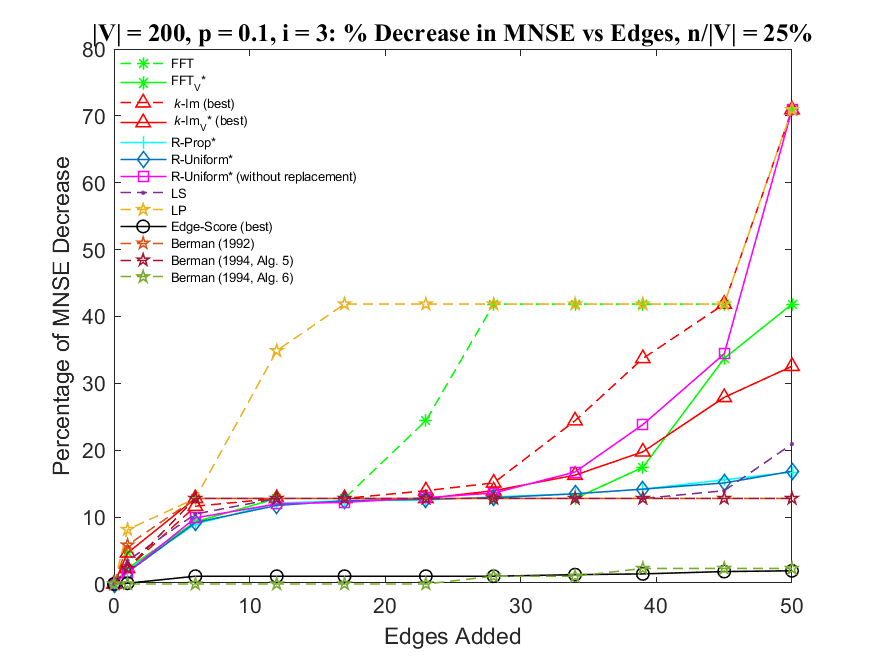 |V| = 200, p = 0.1, i = 3: % Decrease in MNSE vs Edges, n/|V| = 25%
80
70
60
50
40
30
20
10
0
Percentage of MNSE Decrease
FFT
FFT_V*
k-lm (best)
k-lm_V* (best)
R-Prop*
R-Uniform*
R-Uniform* (without replacement)
LS
LP
Edge-Score (best)
Berman (1992)
Berman (1994, Alg. 5)
Berman (1994, Alg. 6)
0 10 20 30 40 50
Edges Added